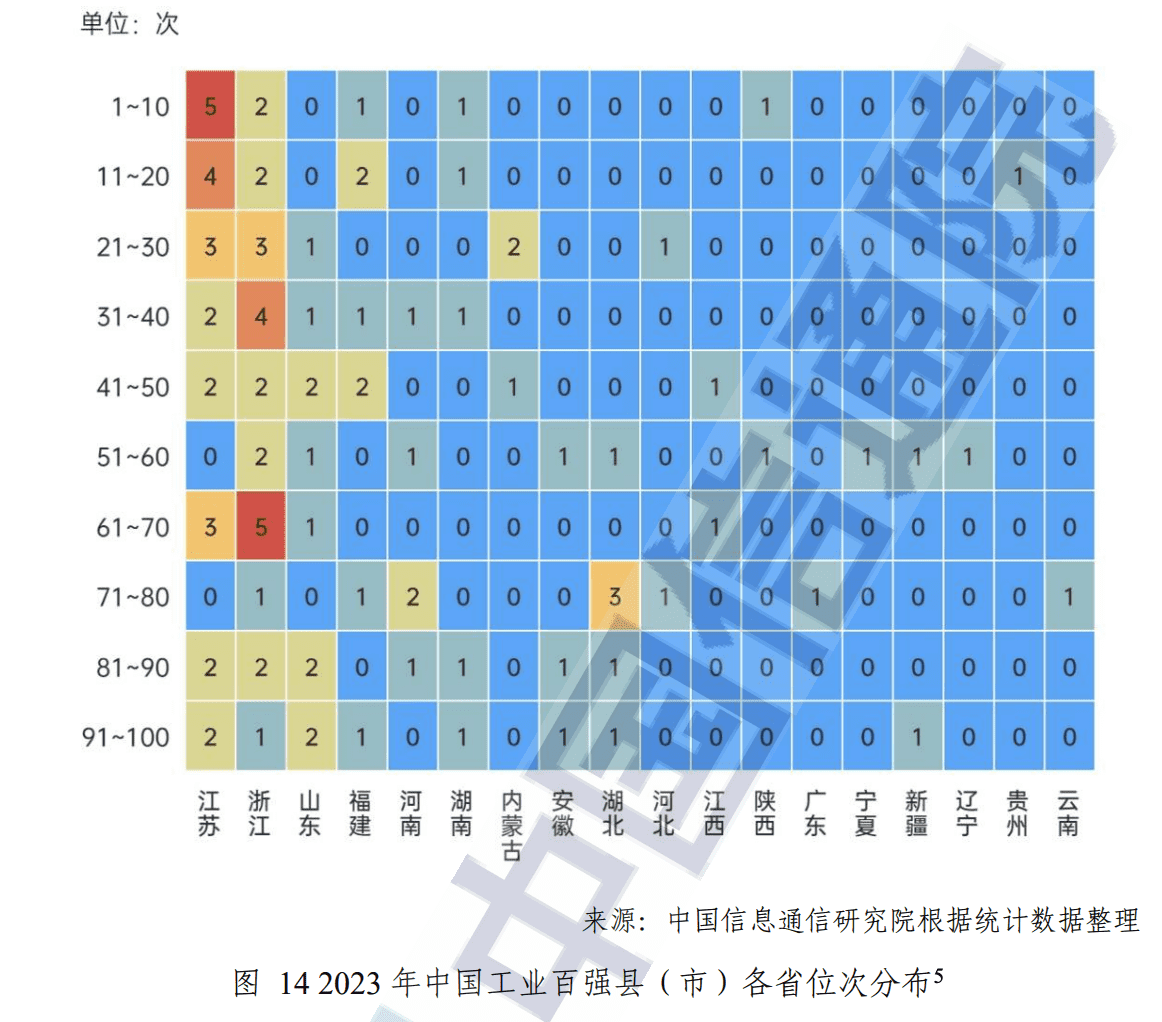 单位：次
1~10 5 2 0 1 0 1 0 0 0 0 0 1 0 0 0 0 0 0
11~20 4 2 0 2 0 1 0 0 0 0 0 0 0 0 0 0 1 0
21~30 3 3 1 0 0 0 2 0 0 1 0 0 0 0 0 0 0 0
31~40 2 4 1 1 1 1 0 0 0 0 0 0 0 0 0 0 0 0
41~50 2 2 2 2 0 0 1 0 0 0 1 0 0 0 0 0 0 0
51~60 0 2 1 0 1 0 0 1 1 0 0 1 0 1 1 1 0 0
61~70 3 5 1 0 0 0 0 0 0 0 1 0 0 0 0 0 0 0
71~80 0 1 0 1 2 0 0 0 3 1 0 0 1 0 0 0 0 1
81~90 2 2 2 0 1 1 0 1 1 0 0 0 0 0 0 0 0 0
91~100 2 1 2 1 0 1 0 1 1 0 0 0 0 0 1 0 0 0
江苏 浙江 山东 福建 河南 湖南 内蒙古 安徽 湖北 河北 江西 陕西 广东 宁夏 新疆 辽宁 贵州 云南
来源：中国信息通信研究院根据统计数据整理
图 14 2023 年中国工业百强县（市）各省位次分布5
中国信通院